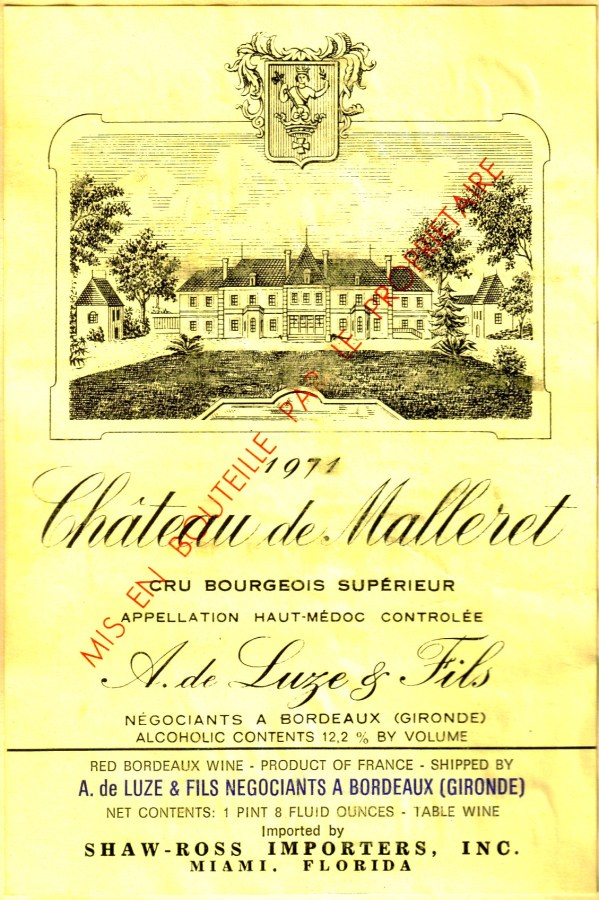 MIS EN BOUTEILLE PAR LE PROPRIETAIRE
1971
Château de Malleret
CRU BOURGEOIS SUPÉRIEUR
APPELLATION HAUT-MÉDOC CONTROLÉE
A. de Luze & Fils
NÉGOCIANTS A BORDEAUX (GIRONDE)
ALCOHOLIC CONTENTS 12,2 % BY VOLUME
RED BORDEAUX WINE - PRODUCT OF FRANCE - SHIPPED BY
A. de LUZE & FILS NEGOCIANTS A BORDEAUX (GIRONDE)
NET CONTENTS: 1 PINT 8 FLUID OUNCES - TABLE WINE
Imported by
SHAW-ROSS IMPORTERS, INC.
MIAMI. FLORIDA